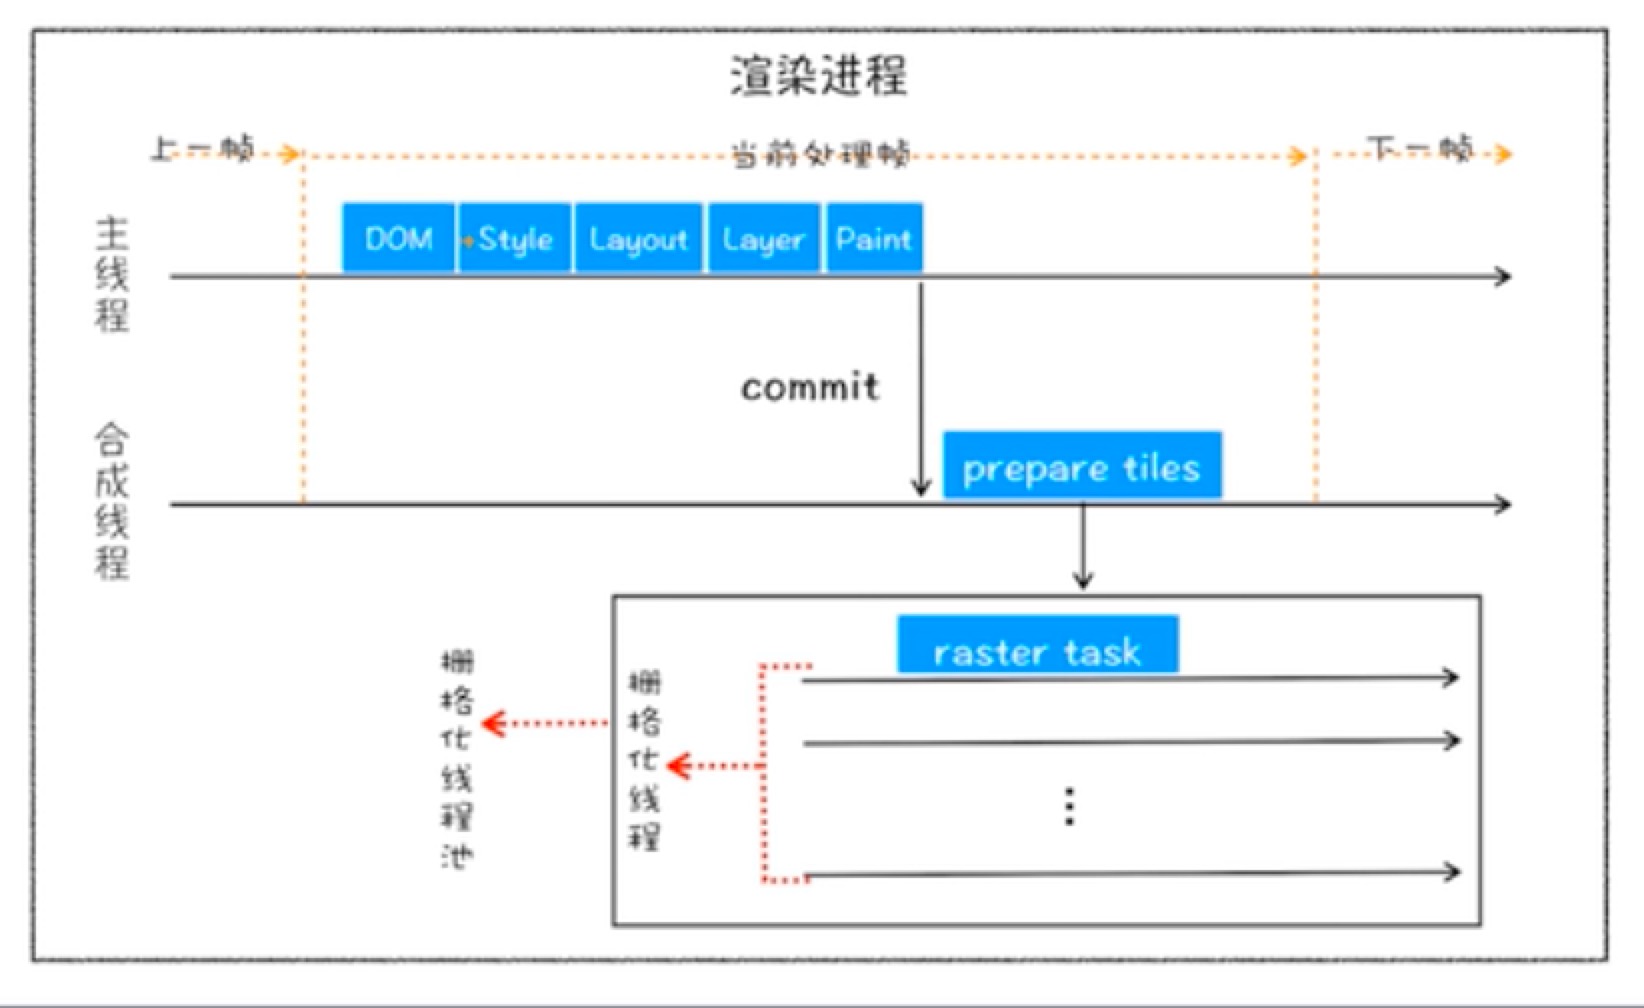 渲染进程
上一帧
当前处理帧
下一帧
主线程
DOM
Style
Layout
Layer
Paint
commit
合成线程
prepare tiles
raster task
栅格化线程池
栅格化线程